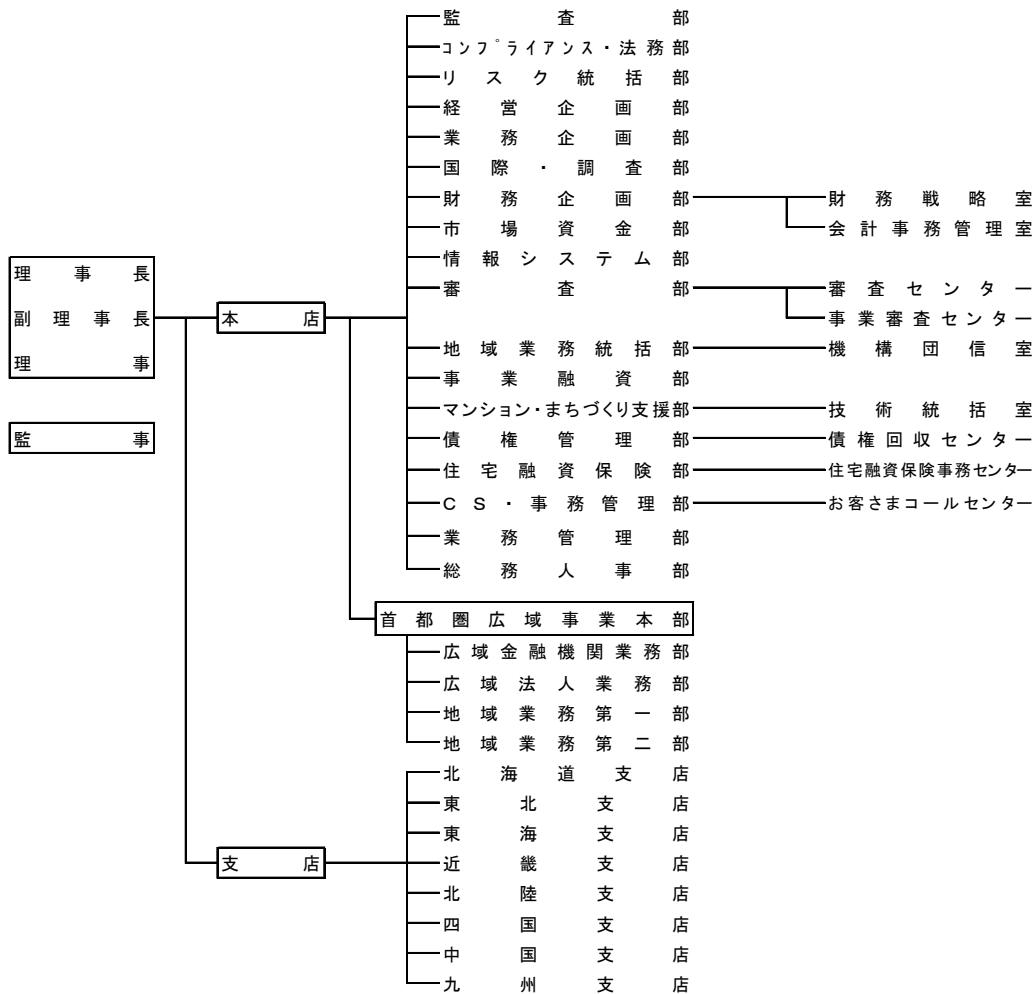 監査部
コンプライアンス・法務部
リスク統括部
経営企画部
業務企画部
国際・調査部
財務企画部 財務戦略室
市場資金部 会計事務管理室
情報システム部
理事長
審査部 審査センター
副理事長 本店 事業審査センター
地域業務統括部 機構団信室
理事
事業融資部
マンション・まちづくり支援部 技術統括室
監事 債権管理部 債権回収センター
住宅融資保険部 住宅融資保険事務センター
CS・事務管理部 お客さまコールセンター
業務管理部
総務人事部
首都圏広域事業本部
広域金融機関業務部
広域法人業務部
地域業務第一部
地域業務第二部
北海道支店
東北支店
東海支店
支店 近畿支店
北陸支店
四国支店
中国支店
九州支店